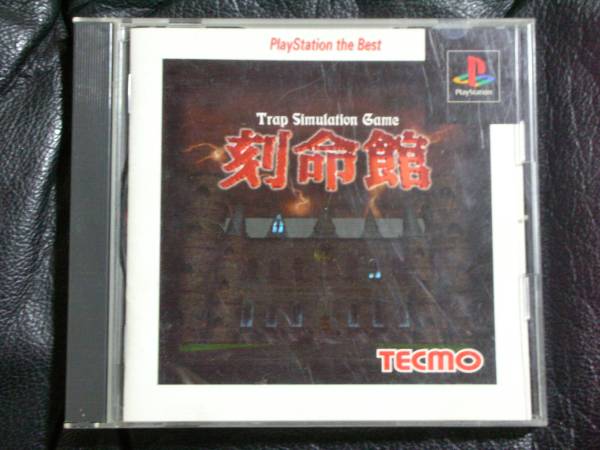 PlayStation the Best
PlayStation
Trap Simulation Game
刻命館
TECMO